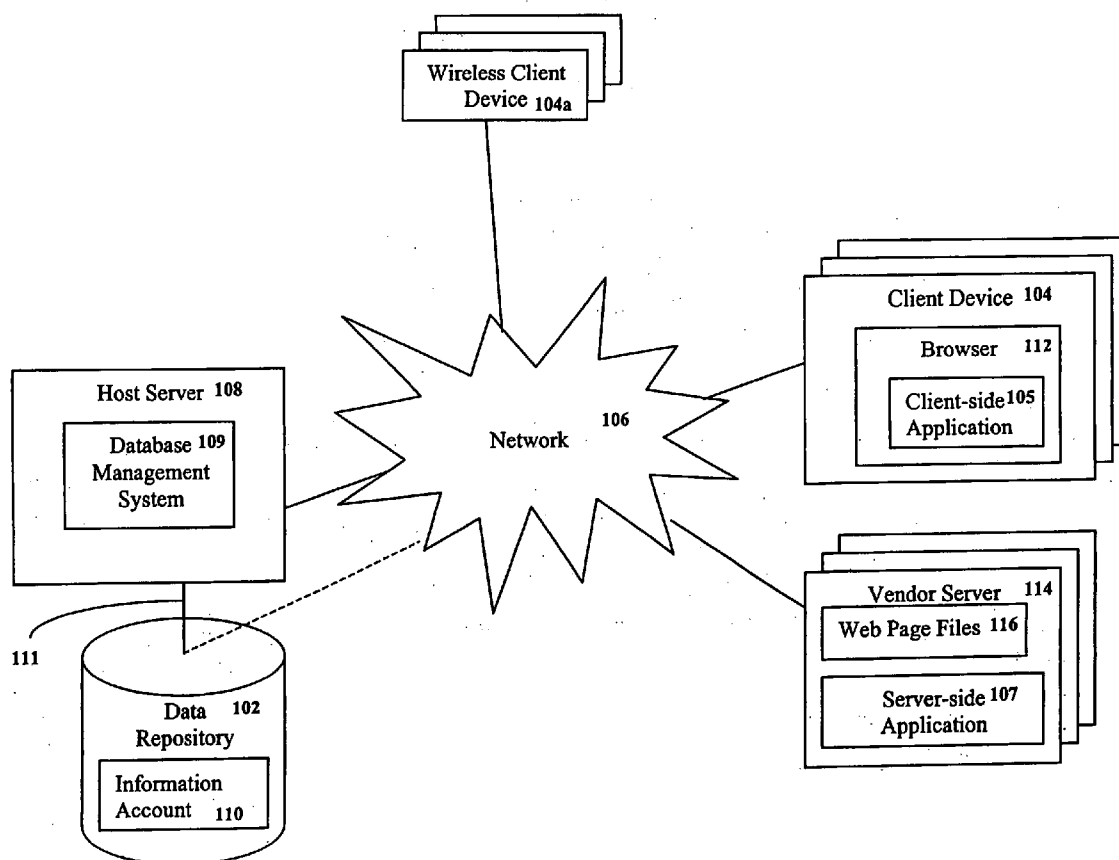 Wireless Client
Device 104a
Client Device 104
Browser 112
Client-side 105
Application
Host Server 108
Database 109
Management
System
Network 106
Vendor Server 114
Web Page Files 116
Server-side 107
Application
111
Data 102
Repository
Information
Account 110